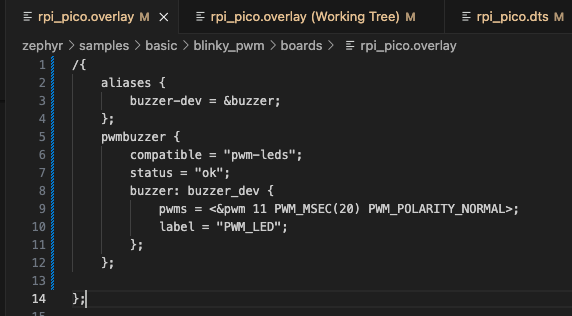 rpi_pico.overlay M × rpi_pico.overlay (Working Tree) M rpi_pico.dts M
zephyr > samples > basic > blinky_pwm > boards > rpi_pico.overlay
1 /{
2 aliases {
3 buzzer-dev = &buzzer;
4 };
5 pwmbuzzer {
6 compatible = "pwm-leds";
7 status = "ok";
8 buzzer: buzzer_dev {
9 pwms = <&pwm 11 PWM_MSEC(20) PWM_POLARITY_NORMAL>;
10 label = "PWM_LED";
11 };
12 };
13
14 };
15